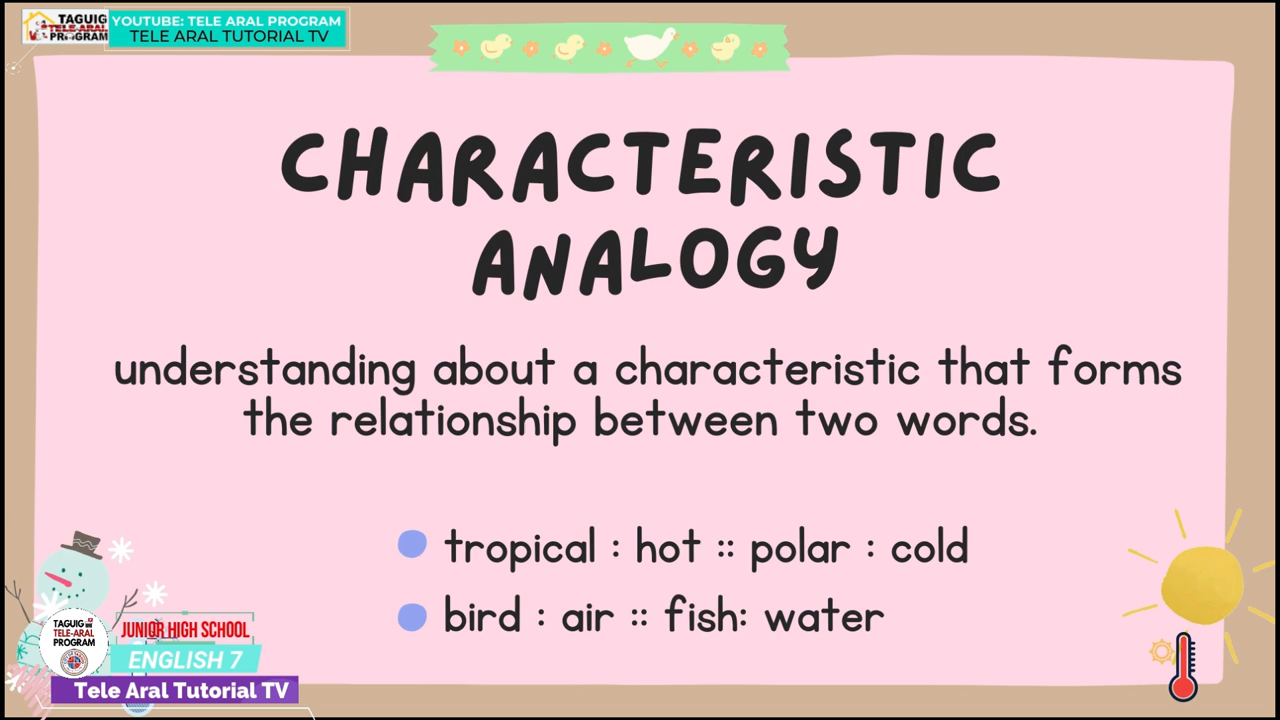 TAGUIG
TELE-ARAL
PROGRAM
YOUTUBE: TELE ARAL PROGRAM
TELE ARAL TUTORIAL TV
CHARACTERISTIC
ANALOGY
understanding about a characteristic that forms
the relationship between two words.
tropical : hot :: polar : cold
bird : air :: fish: water
TAGUIG
TELE-ARAL
PROGRAM
JUNIOR HIGH SCHOOL
ENGLISH 7
Tele Aral Tutorial TV